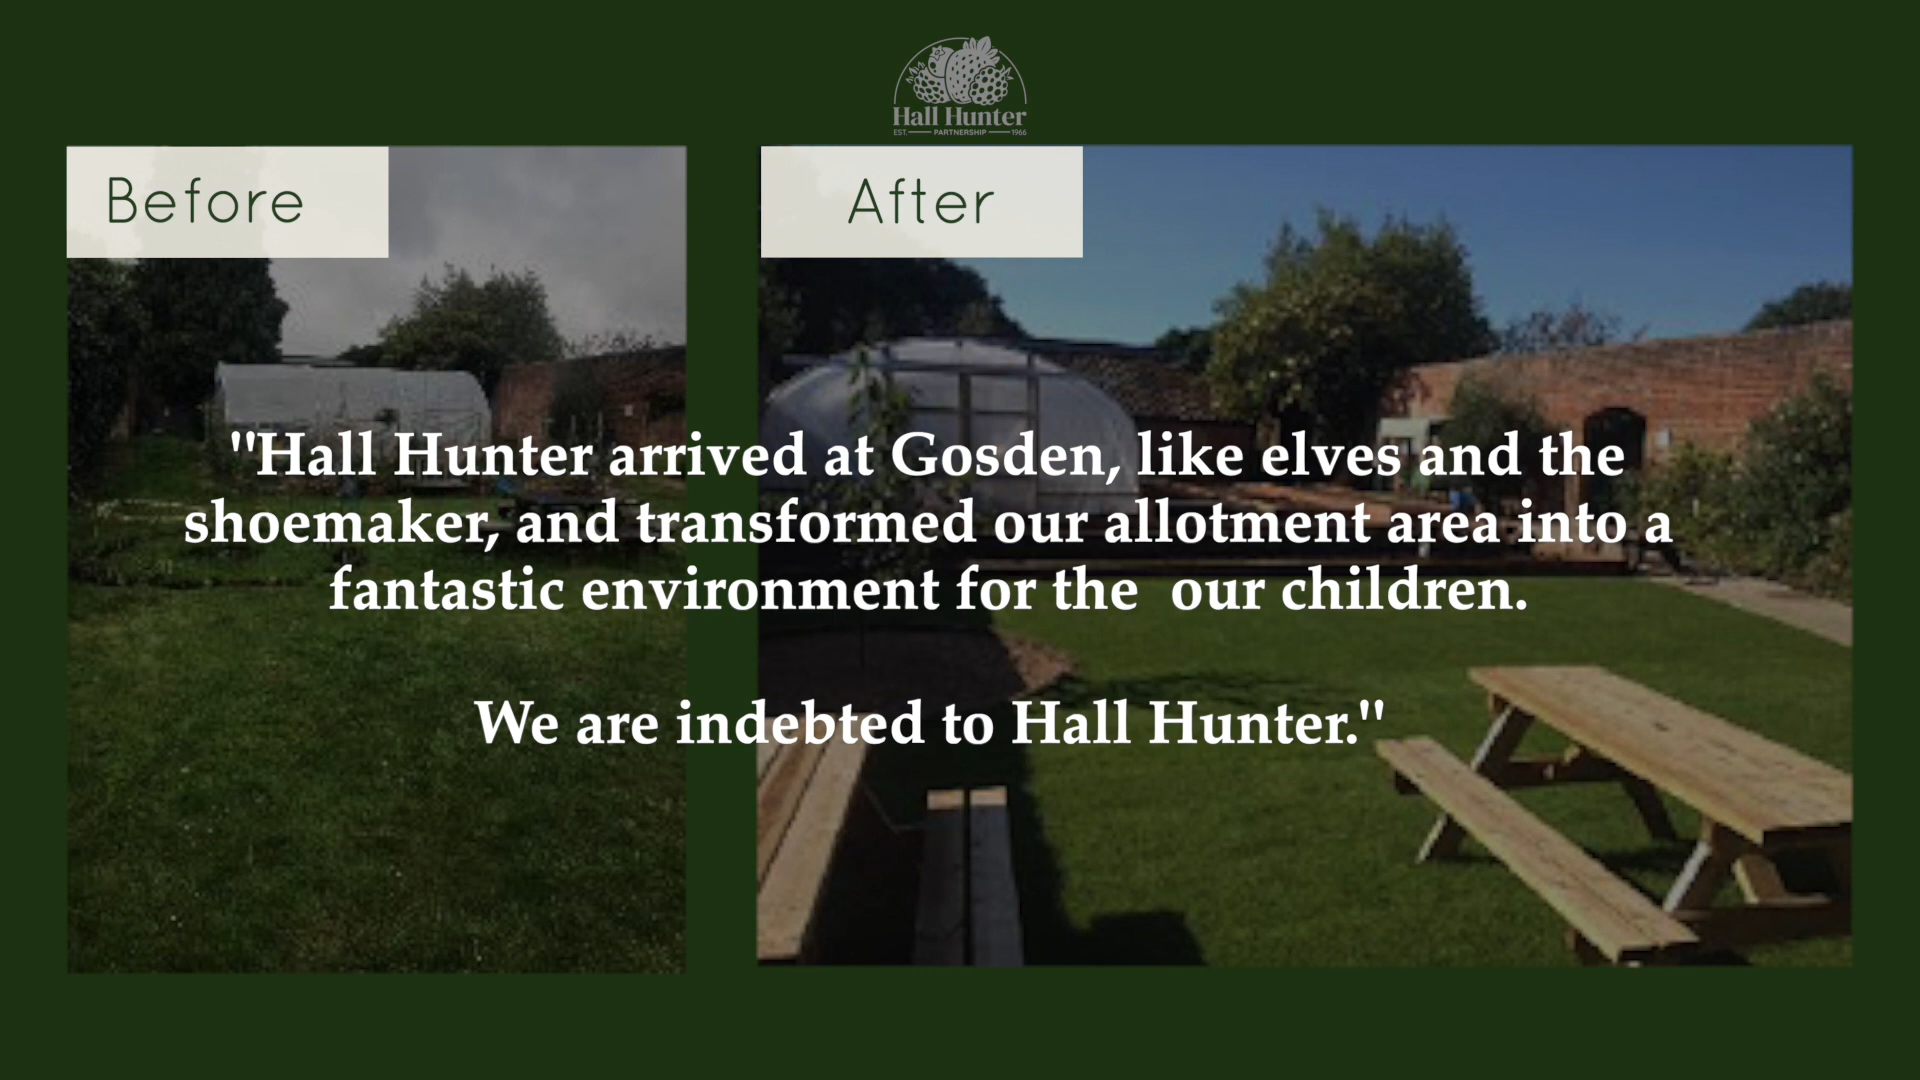 Hall Hunter
EST. PARTNERSHIP 1966
Before
After
"Hall Hunter arrived at Gosden, like elves and the
shoemaker, and transformed our allotment area into a
fantastic environment for the  our children.
We are indebted to Hall Hunter."